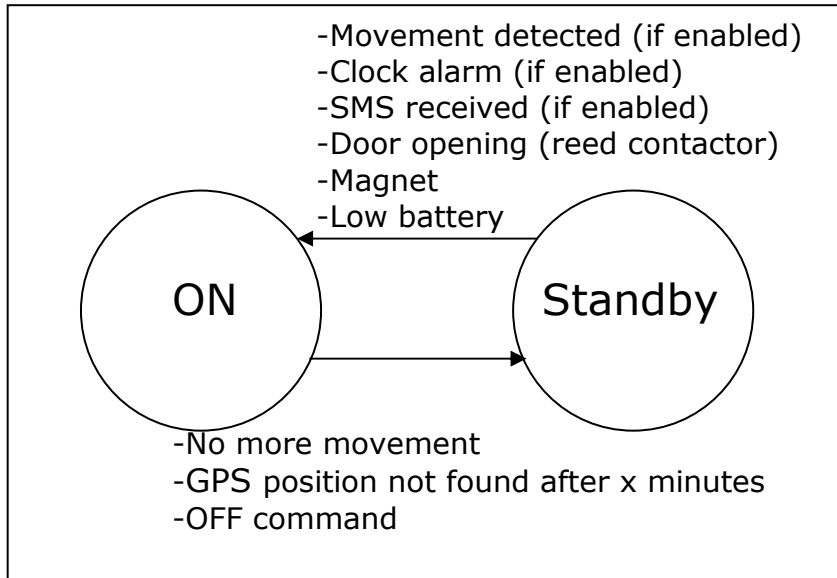 -Movement detected (if enabled)
-Clock alarm (if enabled)
-SMS received (if enabled)
-Door opening (reed contactor)
-Magnet
-Low battery
ON
Standby
-No more movement
-GPS position not found after x minutes
-OFF command